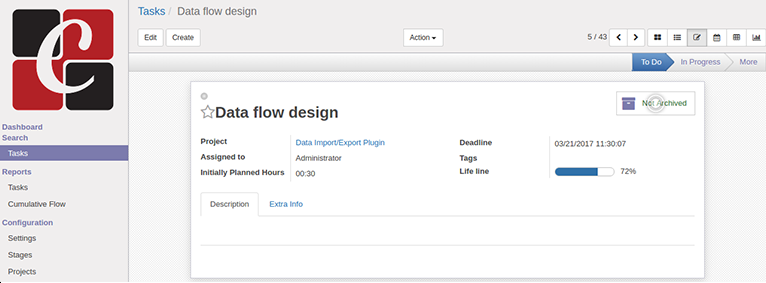 C
Dashboard
Search
Tasks
Reports
Tasks
Cumulative Flow
Configuration
Settings
Stages
Projects
Tasks / Data flow design
Edit Create Action 5 / 43
To Do In Progress More
Data flow design
Not Archived
Project Data Import/Export Plugin
Assigned to Administrator
Initially Planned Hours 00:30
Deadline 03/21/2017 11:30:07
Tags
Life line 72%
Description Extra Info